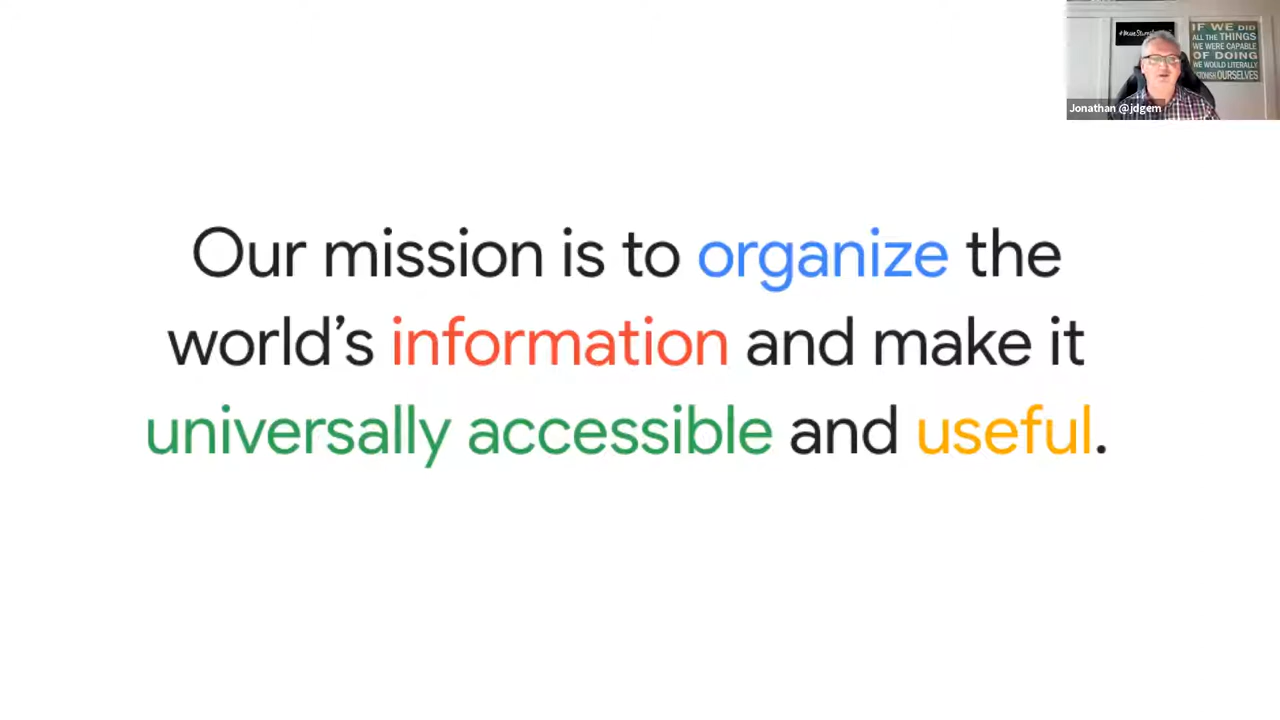 IF WE DID
ALL THE THINGS
WE WERE CAPABLE
OF DOING
WE WOULD LITERALLY
OURSELVES
Jonathan @jdgem
Our mission is to organize the
world’s information and make it
universally accessible and useful.